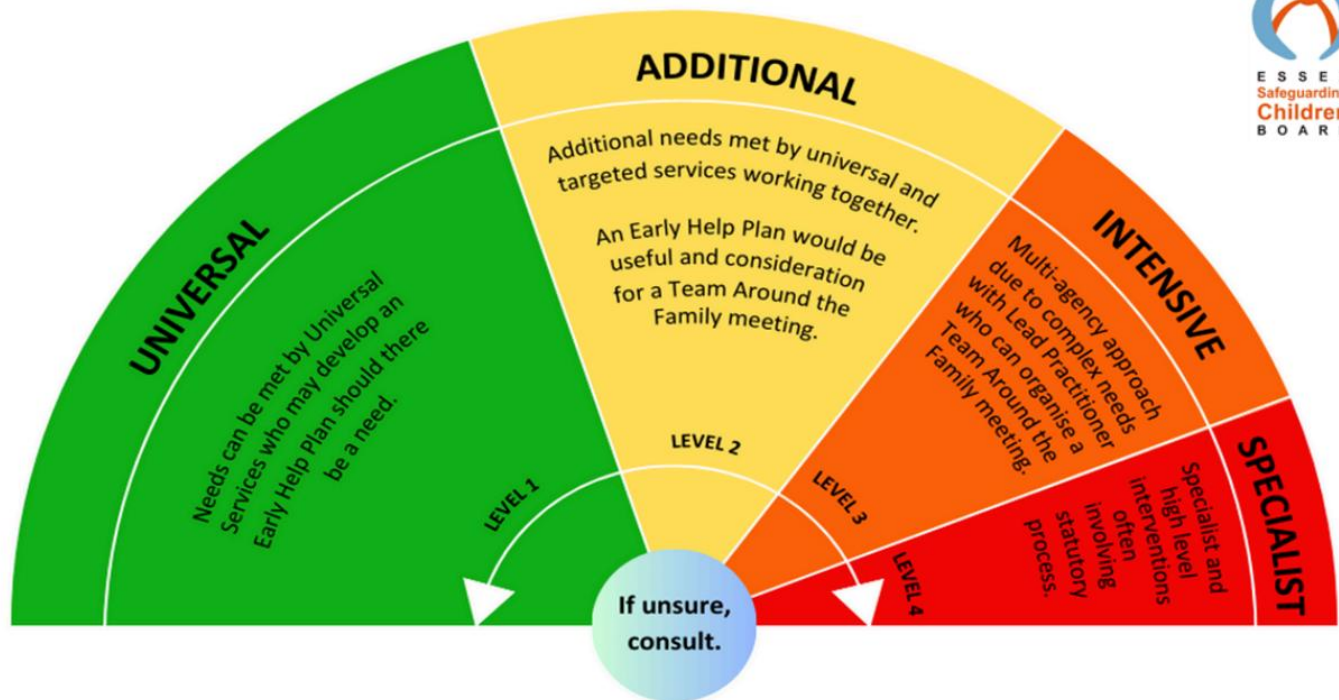 UNIVERSAL
Needs can be met by Universal
Services who may develop an
Early Help Plan should there
be a need.
LEVEL 1
ADDITIONAL
Additional needs met by universal and
targeted services working together.
An Early Help Plan would be
useful and consideration
for a Team Around the
Family meeting.
LEVEL 2
INTENSIVE
Multi-agency approach
due to complex needs
with Lead Practitioner
who can organise a
Team Around the
Family meeting.
LEVEL 3
SPECIALIST
Specialist and
high level
interventions
often
involving
statutory
process.
LEVEL 4
If unsure,
consult.
E S S E
Safeguardin
Childre
B O A R